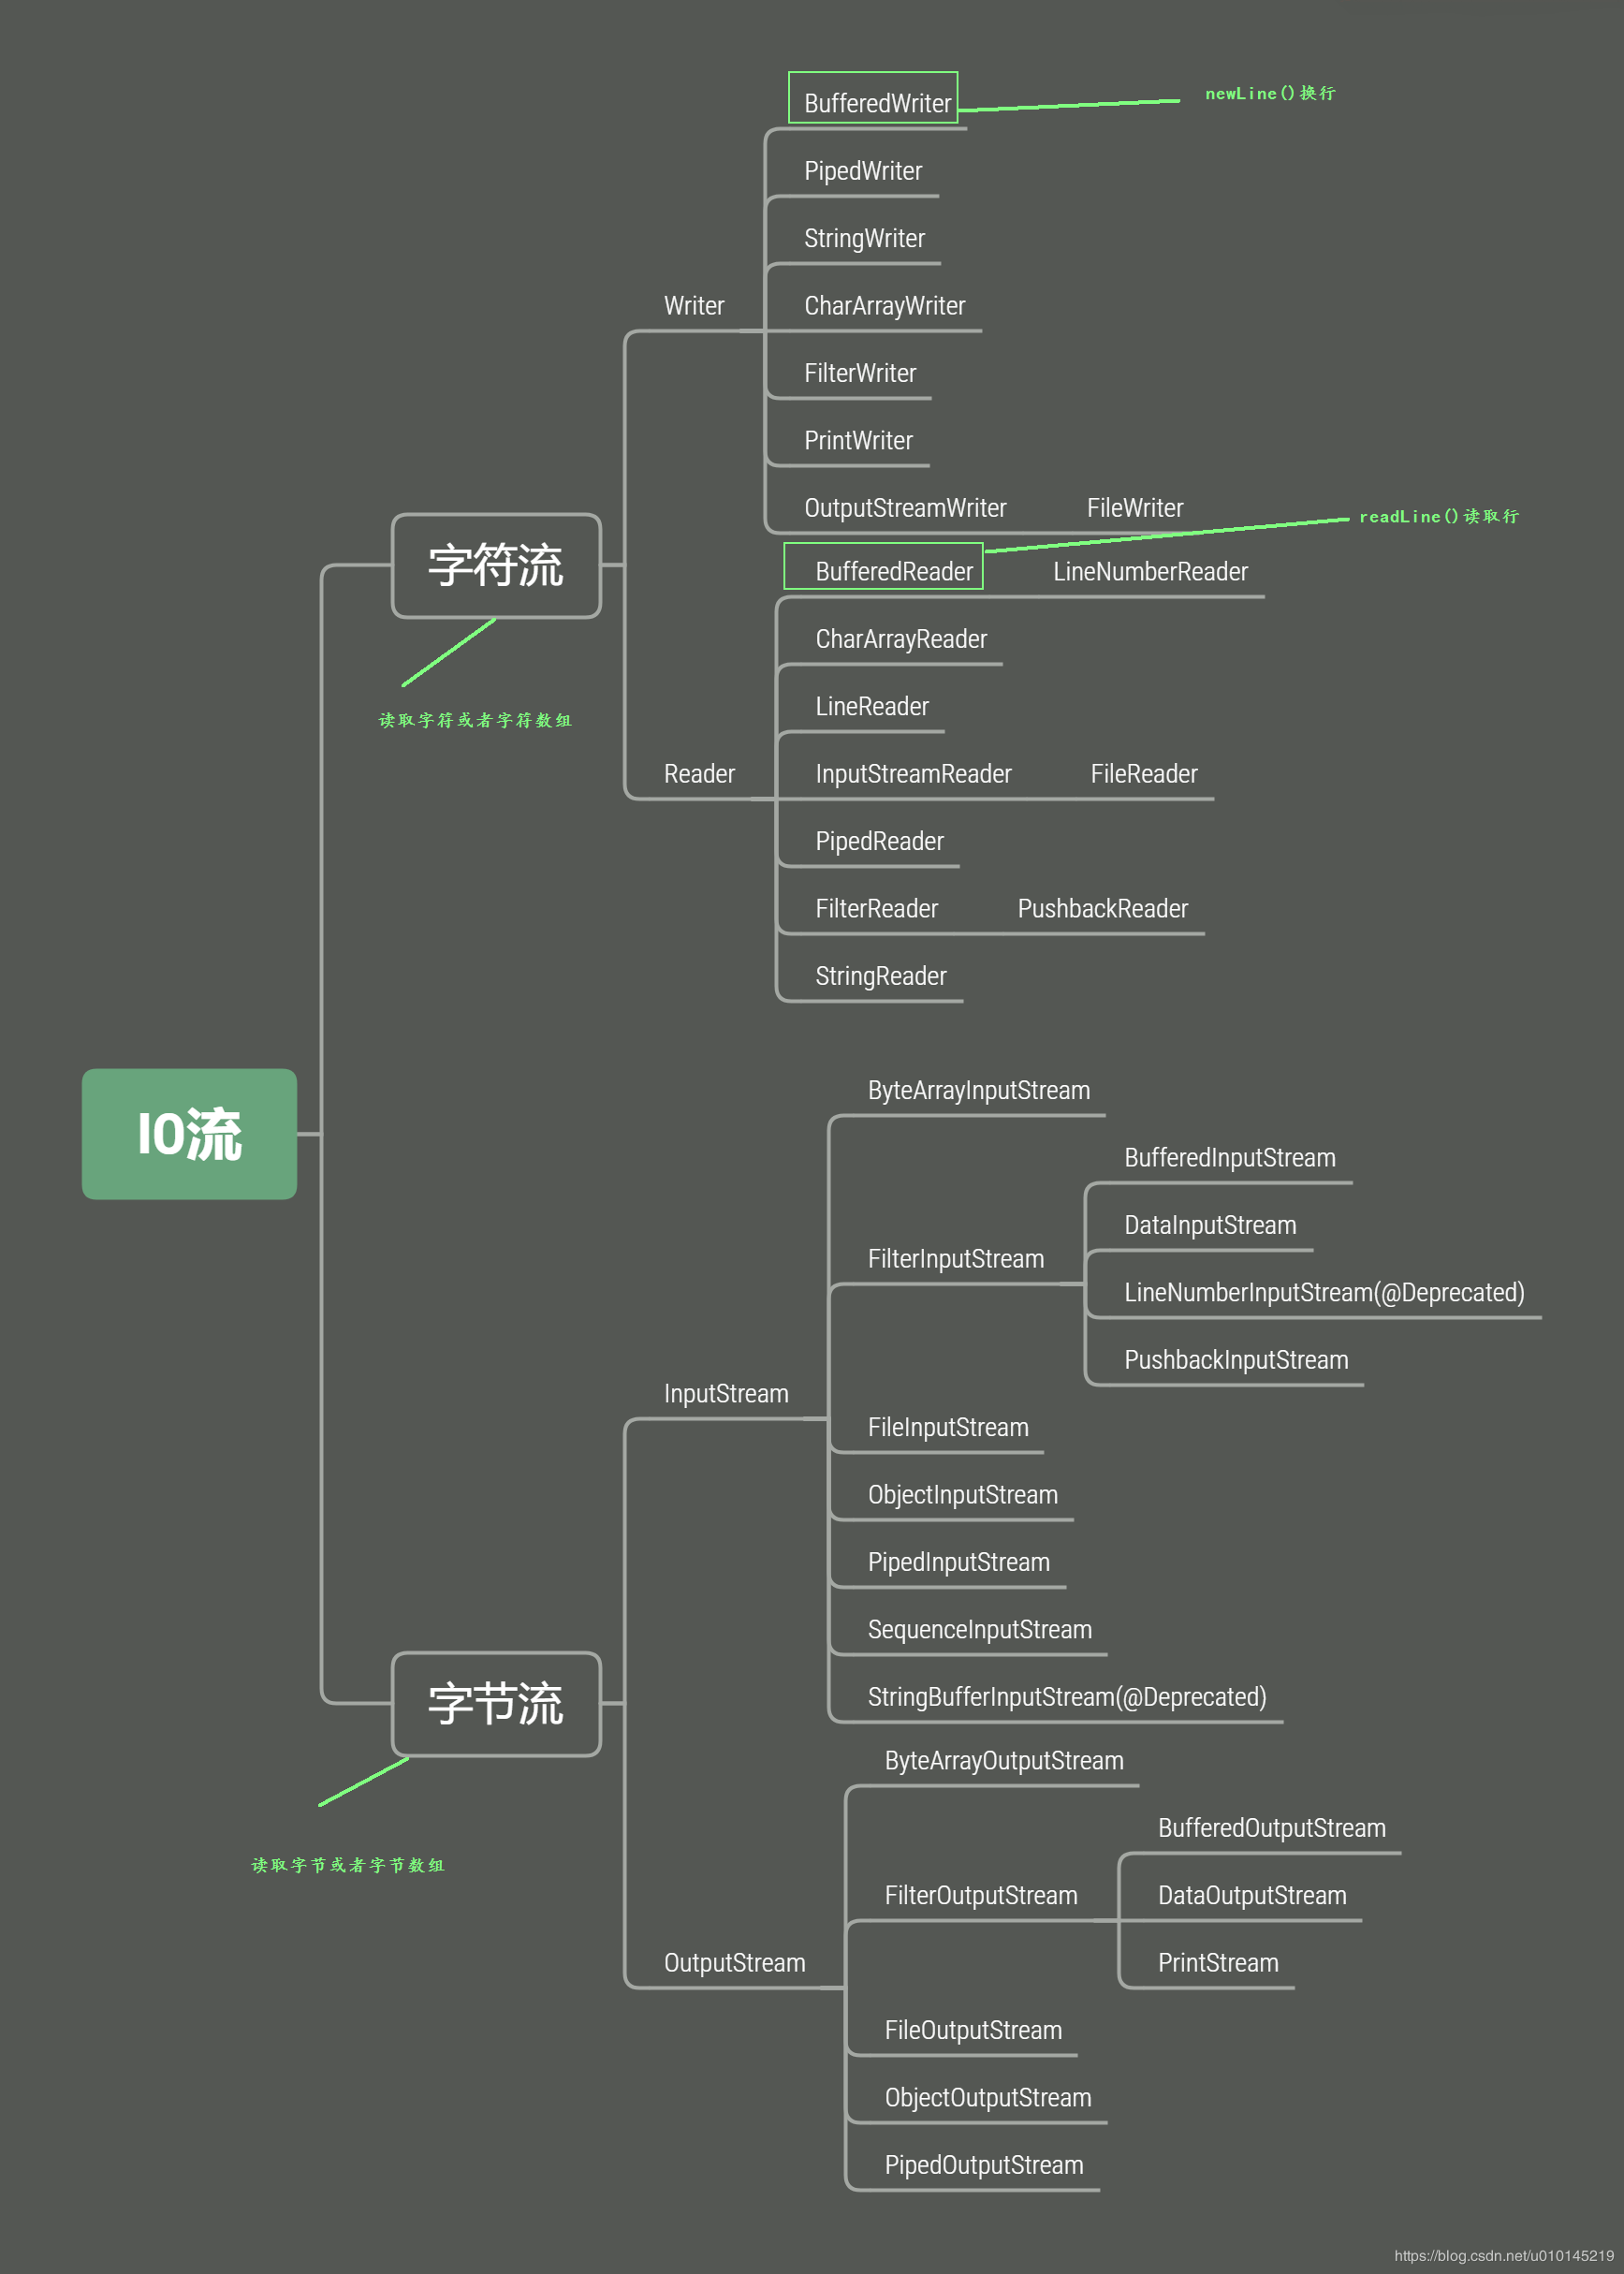 BufferedWriter
newLine()换行
PipedWriter
StringWriter
Writer
CharArrayWriter
FilterWriter
PrintWriter
OutputStreamWriter
FileWriter
readLine()读取行
字符流
BufferedReader
LineNumberReader
CharArrayReader
读取字符或者字符数组
LineReader
Reader
InputStreamReader
FileReader
PipedReader
FilterReader
PushbackReader
StringReader
IO流
ByteArrayInputStream
BufferedInputStream
DataInputStream
FilterInputStream
LineNumberInputStream(@Deprecated)
PushbackInputStream
InputStream
FileInputStream
ObjectInputStream
PipedInputStream
SequenceInputStream
字节流
StringBufferInputStream(@Deprecated)
ByteArrayOutputStream
读取字节或者字节数组
BufferedOutputStream
FilterOutputStream
DataOutputStream
OutputStream
PrintStream
FileOutputStream
ObjectOutputStream
PipedOutputStream
https://blog.csdn.net/u010145219